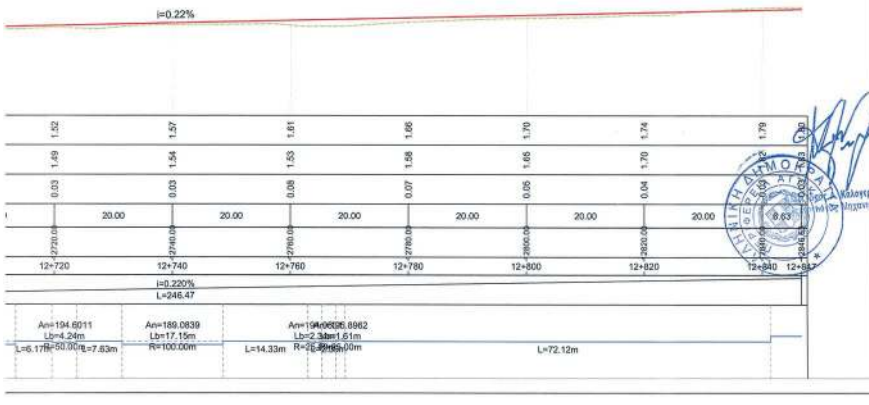 i=0.22%
1.52 1.57 1.61 1.66 1.70 1.74 1.79 1.80
1.49 1.54 1.53 1.58 1.65 1.70
0.03 0.03 0.08 0.07 0.05 0.04
20.00 20.00 20.00 20.00 20.00 20.00 6.63
2720.00 2740.00 2760.00 2780.00 2800.00 2820.00
12+720 12+740 12+760 12+780 12+800 12+820 12+840 12+847
i=0.220%
L=246.47
An=194.6011 An=189.0839
Lb=4.24m Lb=17.15m
L=6.17m R=50.00m L=7.63m R=100.00m L=14.33m L=72.12m